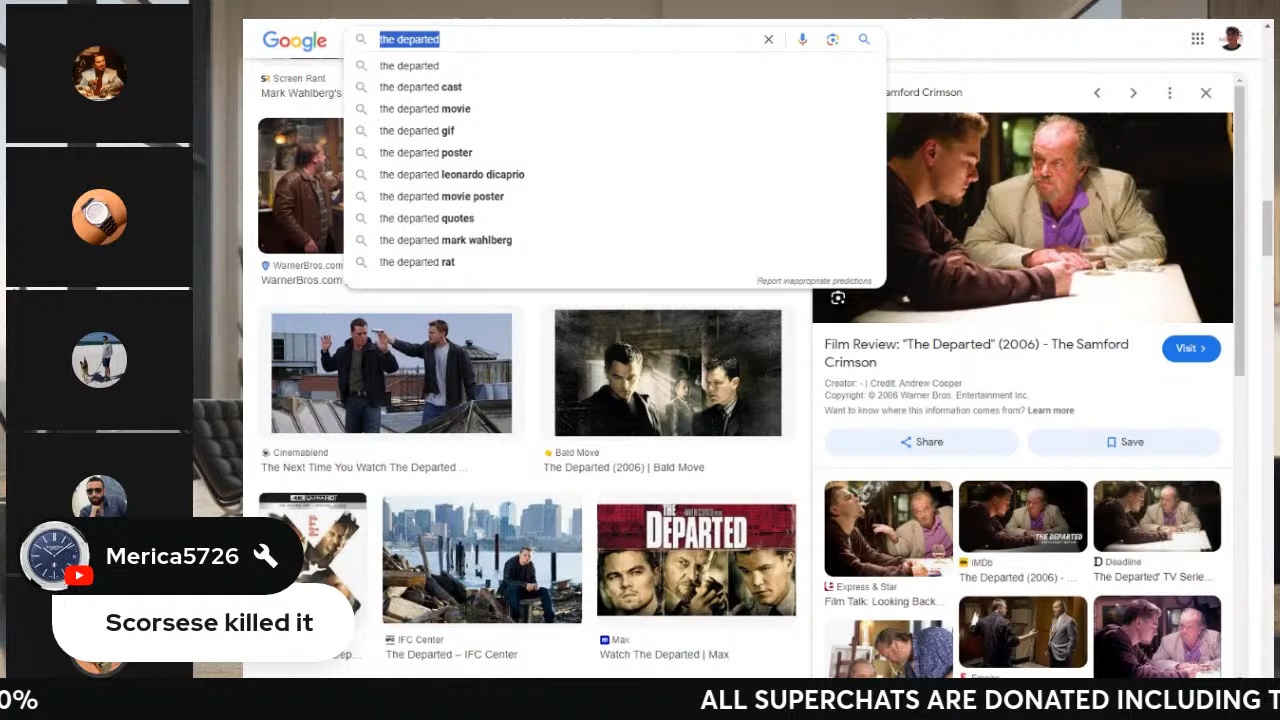 Google
the departed
the departed
the departed cast
the departed movie
the departed gif
the departed poster
the departed leonardo dicaprio
the departed movie poster
the departed quotes
the departed mark wahlberg
the departed rat
Report inappropriate predictions
Screen Rant
Mark Wahlberg's
WarnerBros.com
WarnerBros.com
amford Crimson
Film Review: "The Departed" (2006) - The Samford
Crimson
Visit >
Creator: - | Credit: Andrew Cooper
Copyright: © 2006 Warner Bros. Entertainment Inc.
Want to know where this information comes from? Learn more
Share
Save
Cinemablend
The Next Time You Watch The Departed ...
Bald Move
The Departed (2006) | Bald Move
4K ULTRAHD
THE
DEPARTED
IFC Center
The Departed – IFC Center
Max
Watch The Departed | Max
Express & Star
Film Talk: Looking Back...
THE DEPARTED
IMDb
The Departed (2006) - ...
Deadline
The Departed' TV Serie...
Merica5726
Scorsese killed it
0%
ALL SUPERCHATS ARE DONATED INCLUDING T